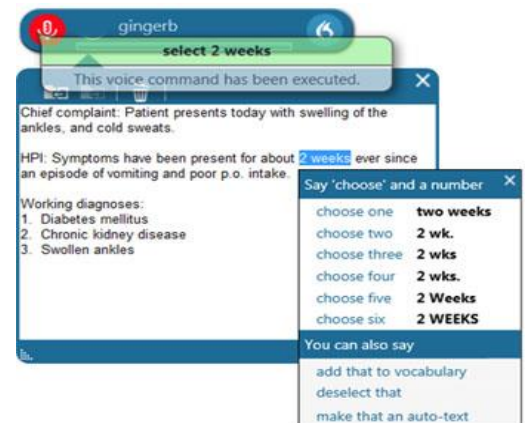 gingerb
select 2 weeks
This voice command has been executed.
Chief complaint: Patient presents today with swelling of the
ankles, and cold sweats.
HPI: Symptoms have been present for about 2 weeks ever since
an episode of vomiting and poor p.o. intake.
Working diagnoses:
1. Diabetes mellitus
2. Chronic kidney disease
3. Swollen ankles
Say 'choose' and a number
choose one two weeks
choose two 2 wk.
choose three 2 wks
choose four 2 wks.
choose five 2 Weeks
choose six 2 WEEKS
You can also say
add that to vocabulary
deselect that
make that an auto-text